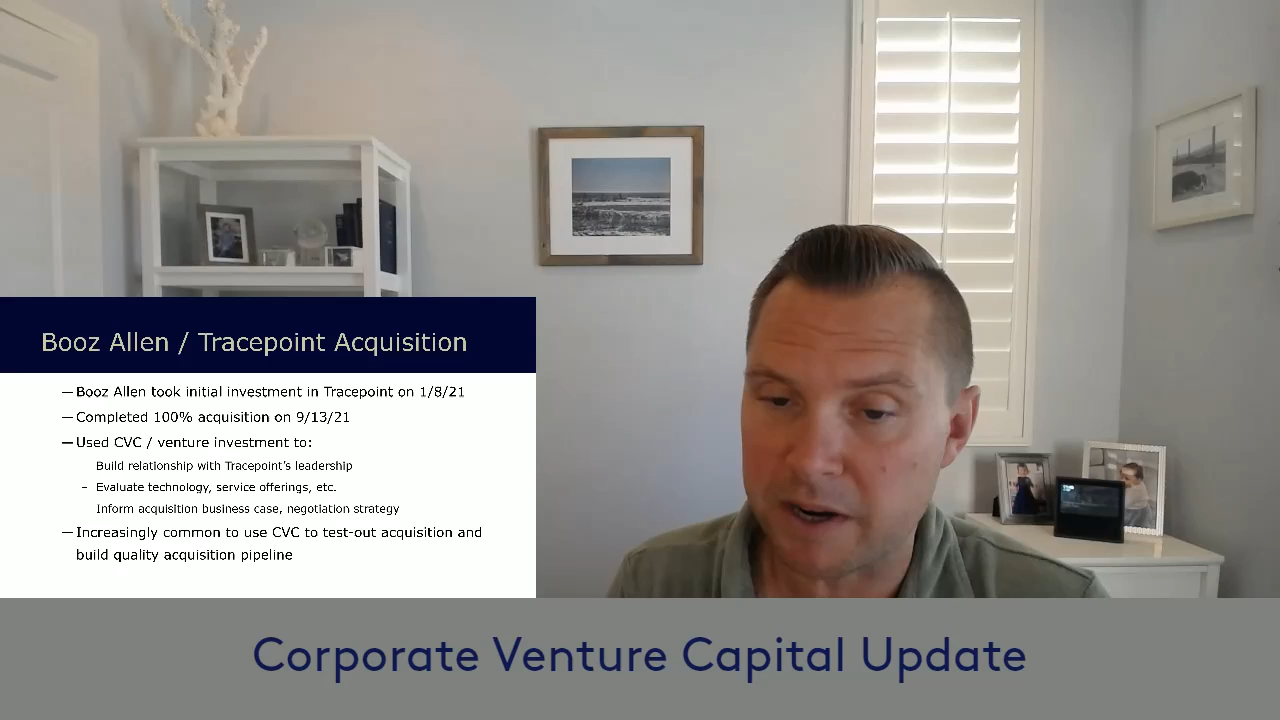 Booz Allen / Tracepoint Acquisition
— Booz Allen took initial investment in Tracepoint on 1/8/21
— Completed 100% acquisition on 9/13/21
— Used CVC / venture investment to:
Build relationship with Tracepoint's leadership
– Evaluate technology, service offerings, etc.
Inform acquisition business case, negotiation strategy
— Increasingly common to use CVC to test-out acquisition and
build quality acquisition pipeline
Corporate Venture Capital Update